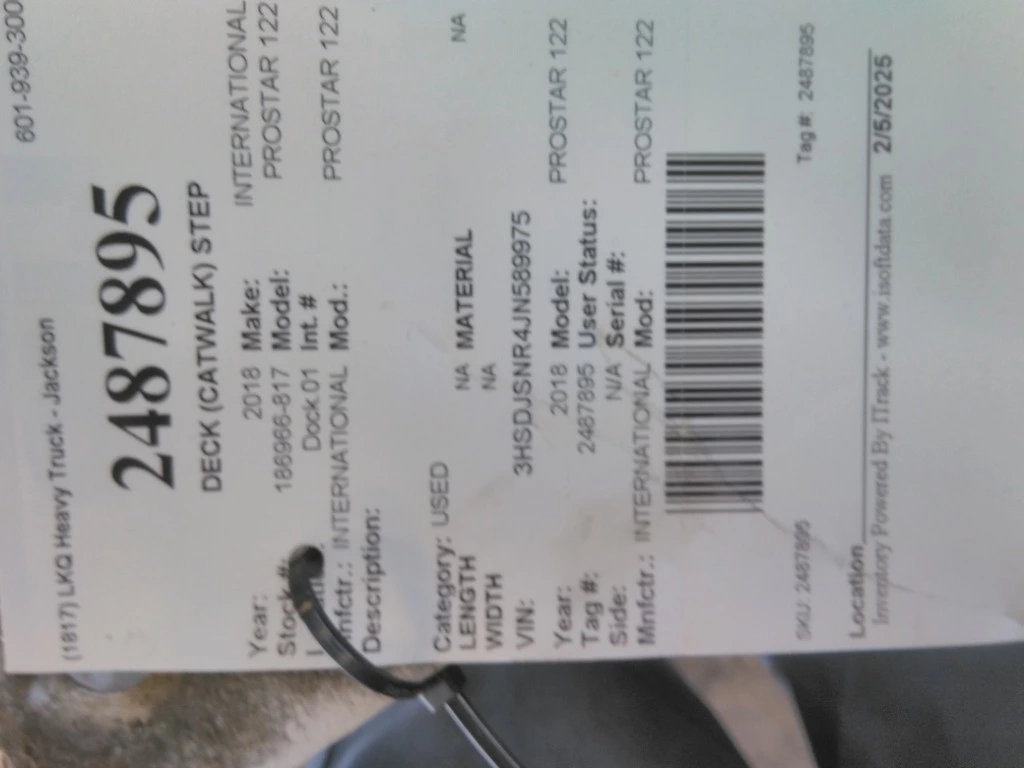 (1817) LKQ Heavy Truck - Jackson 601-939-300
2487895
DECK (CATWALK) STEP
Year: 2018 Make: INTERNATIONAL
Stock #: 186966-817 Model: PROSTAR 122
Dock.01 Int. #
nfctr.: INTERNATIONAL Mod.: PROSTAR 122
Description:
Category: USED
LENGTH NA MATERIAL NA
WIDTH NA
VIN: 3HSDJSNR4JN589975
Year: 2018 Model: PROSTAR 122
Tag #: 2487895 User Status:
Side: N/A Serial #:
Mnfctr.: INTERNATIONAL Mod: PROSTAR 122
SKU: 2487895 Tag #: 2487895
Location
Inventory Powered By ITrack - www.isoftdata.com 2/5/2025